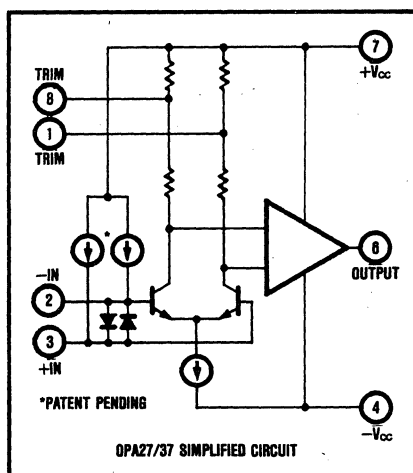 7
+Vcc
TRIM
8
1
TRIM
*
-IN
2
6
OUTPUT
3
+IN
*PATENT PENDING
4
-Vcc
OPA27/37 SIMPLIFIED CIRCUIT